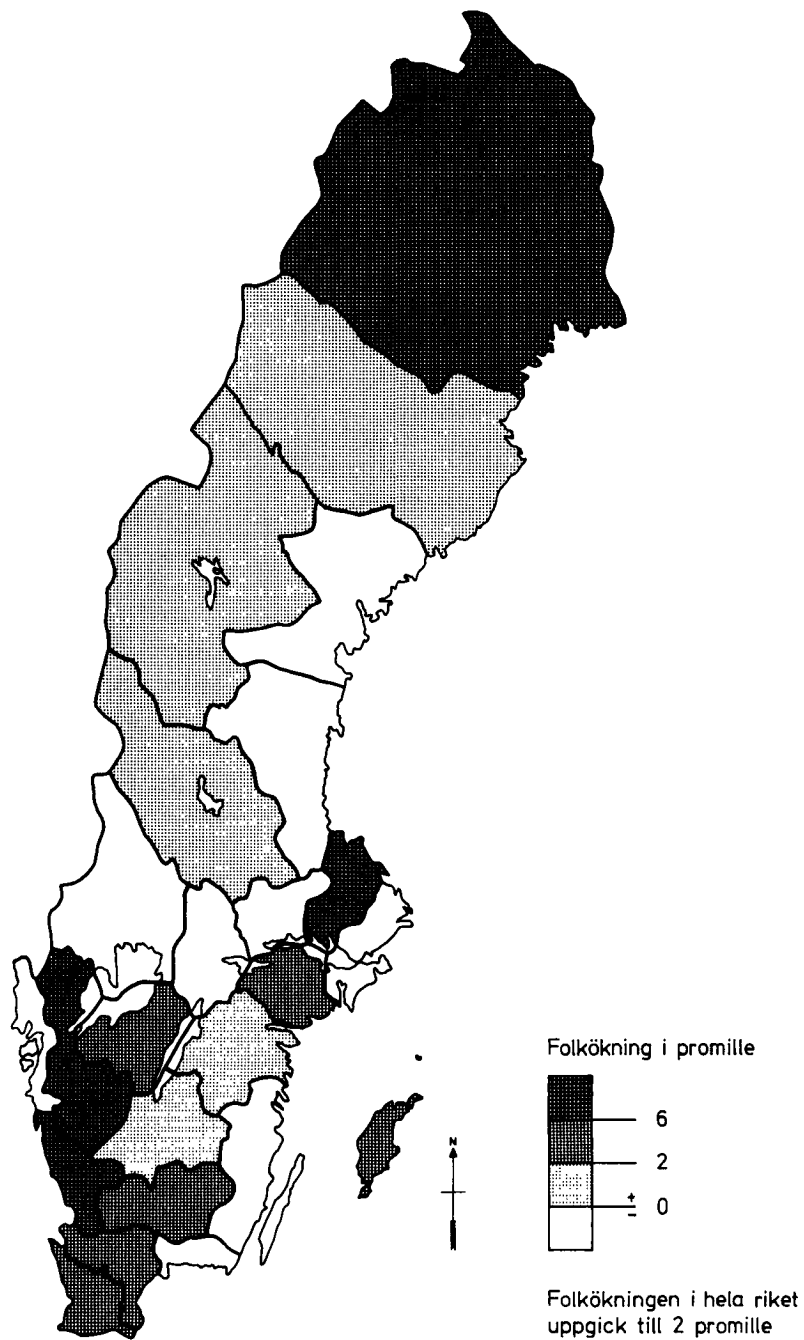 Folkökning i promille
6
2
+
- 0
N
Folkökningen i hela riket
uppgick till 2 promille